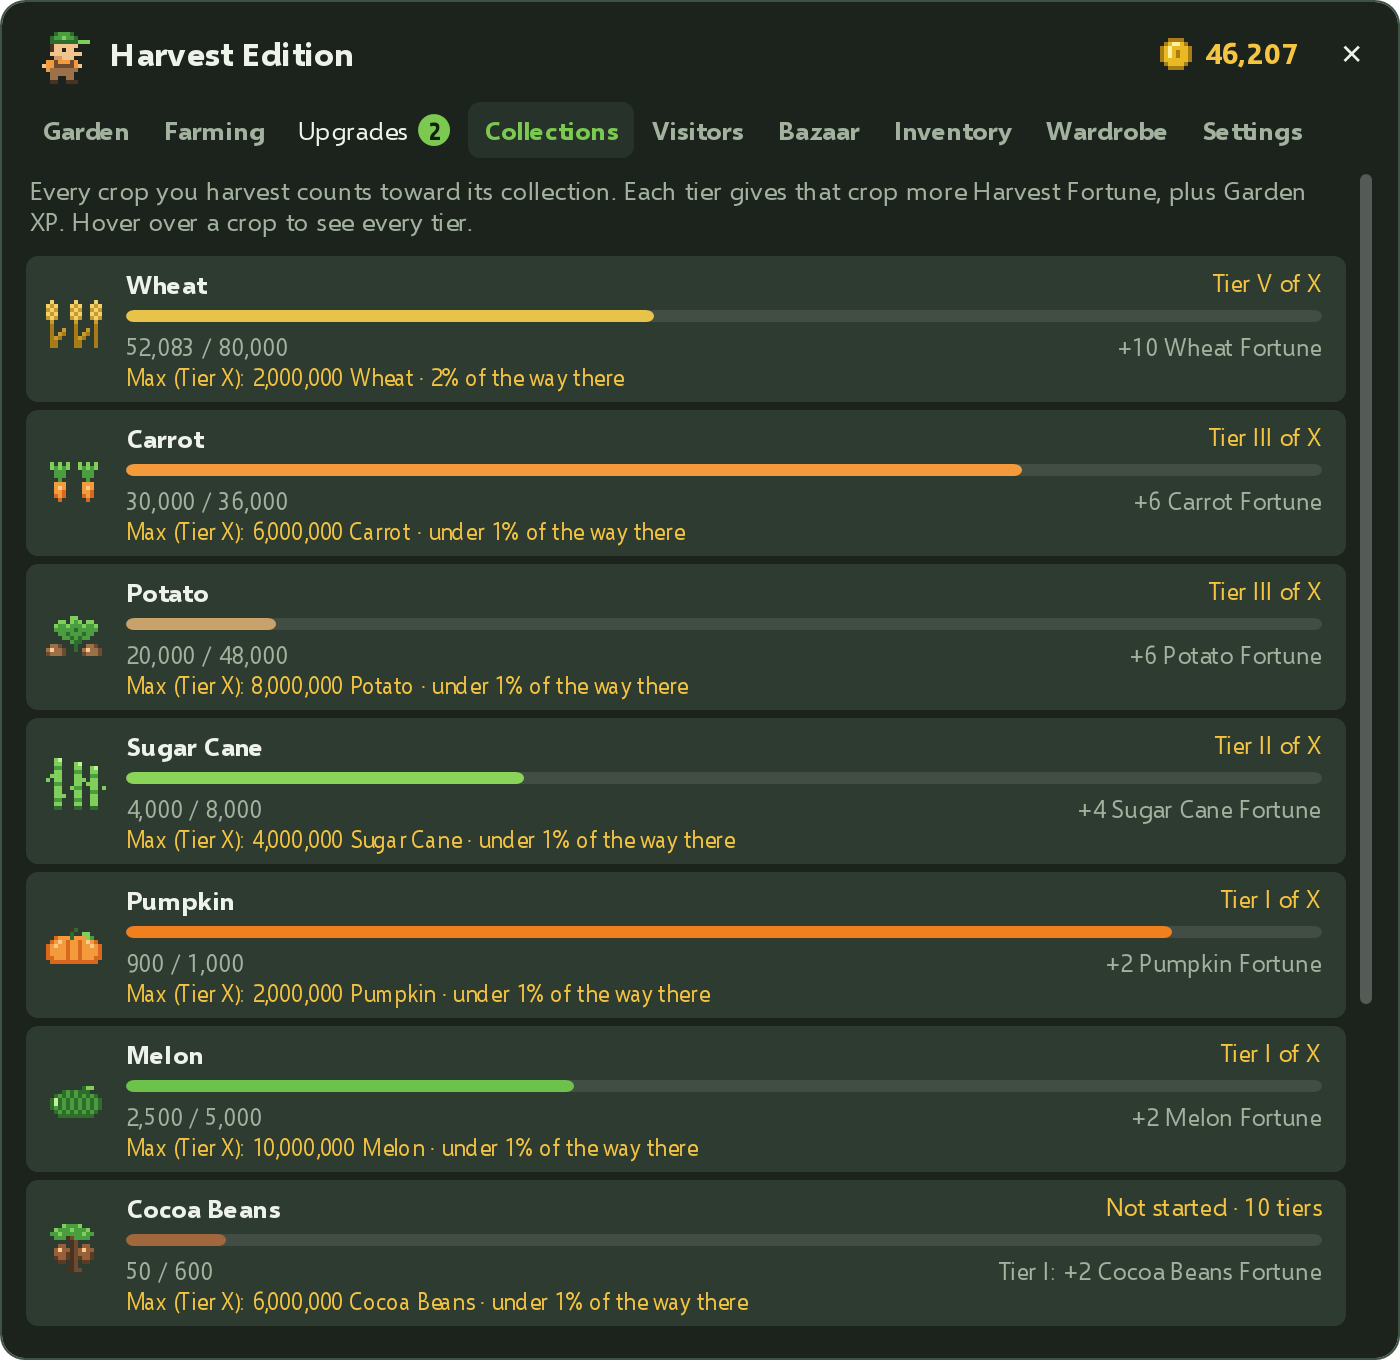 Harvest Edition
46,207
×
Garden Farming Upgrades 2 Collections Visitors Bazaar Inventory Wardrobe Settings
Every crop you harvest counts toward its collection. Each tier gives that crop more Harvest Fortune, plus Garden
XP. Hover over a crop to see every tier.
Wheat
Tier V of X
52,083 / 80,000
+10 Wheat Fortune
Max (Tier X): 2,000,000 Wheat · 2% of the way there
Carrot
Tier III of X
30,000 / 36,000
+6 Carrot Fortune
Max (Tier X): 6,000,000 Carrot · under 1% of the way there
Potato
Tier III of X
20,000 / 48,000
+6 Potato Fortune
Max (Tier X): 8,000,000 Potato · under 1% of the way there
Sugar Cane
Tier II of X
4,000 / 8,000
+4 Sugar Cane Fortune
Max (Tier X): 4,000,000 Sugar Cane · under 1% of the way there
Pumpkin
Tier I of X
900 / 1,000
+2 Pumpkin Fortune
Max (Tier X): 2,000,000 Pumpkin · under 1% of the way there
Melon
Tier I of X
2,500 / 5,000
+2 Melon Fortune
Max (Tier X): 10,000,000 Melon · under 1% of the way there
Cocoa Beans
Not started · 10 tiers
50 / 600
Tier I: +2 Cocoa Beans Fortune
Max (Tier X): 6,000,000 Cocoa Beans · under 1% of the way there